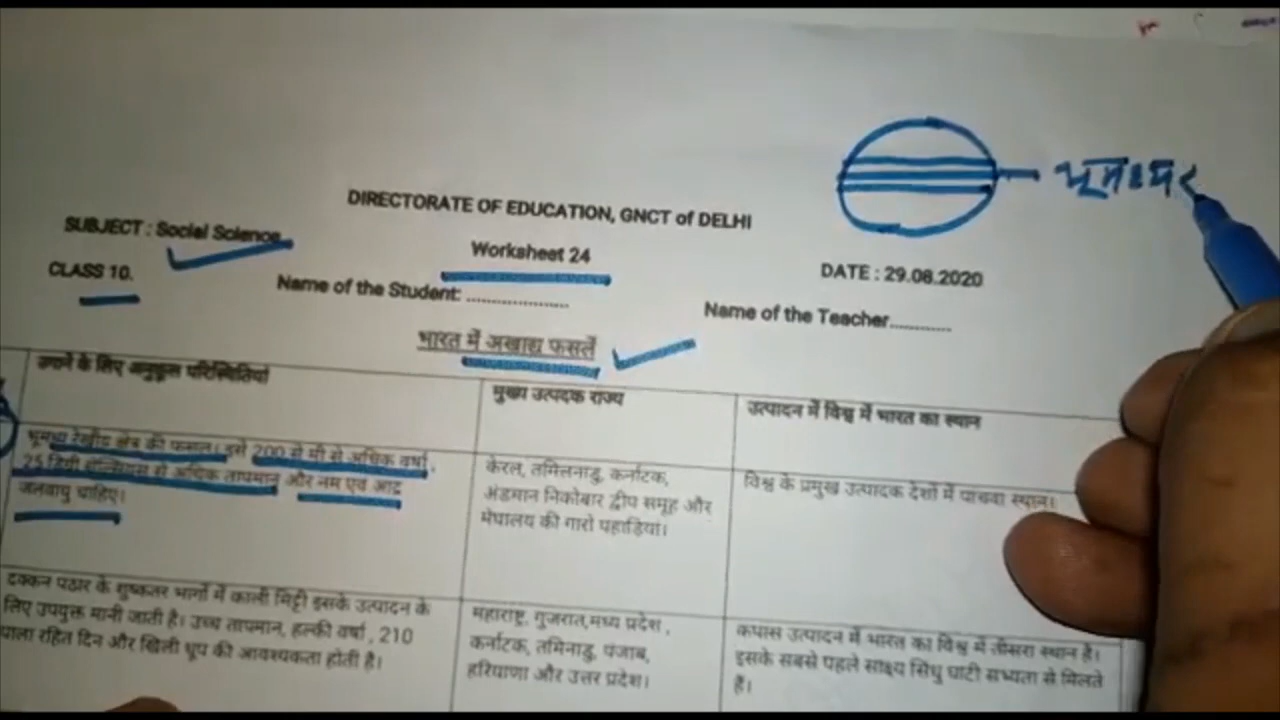 DIRECTORATE OF EDUCATION, GNCT of DELHI
SUBJECT : Social Science
Worksheet 24
DATE : 29.08.2020
CLASS 10.
Name of the Student: .....................
Name of the Teacher.............
भारत में अखाद्य फसलें
उगाने के लिए अनुकूल परिस्थितियां
मुख्य उत्पादक राज्य
उत्पादन में विश्व में भारत का स्थान
भूमध्य रेखीय क्षेत्र की फसल। इसे 200 से मी से अधिक वर्षा,
25 डिग्री सेल्सियस से अधिक तापमान और नम एवं आर्द्र
जलवायु चाहिए।
केरल, तमिलनाडु, कर्नाटक,
अंडमान निकोबार द्वीप समूह और
मेघालय की गारो पहाड़ियां।
विश्व के प्रमुख उत्पादक देशों में पांचवा स्थान।
दक्कन पठार के शुष्कतर भागों में काली मिट्टी इसके उत्पादन के
लिए उपयुक्त मानी जाती है। उच्च तापमान, हल्की वर्षा , 210
पाला रहित दिन और खिली धूप की आवश्यकता होती है।
महाराष्ट्र, गुजरात,मध्य प्रदेश ,
कर्नाटक, तमिनाडु, पंजाब,
हरियाणा और उत्तर प्रदेश।
कपास उत्पादन में भारत का विश्व में तीसरा स्थान है।
इसके सबसे पहले साक्ष्य सिंधु घाटी सभ्यता से मिलते
हैं।